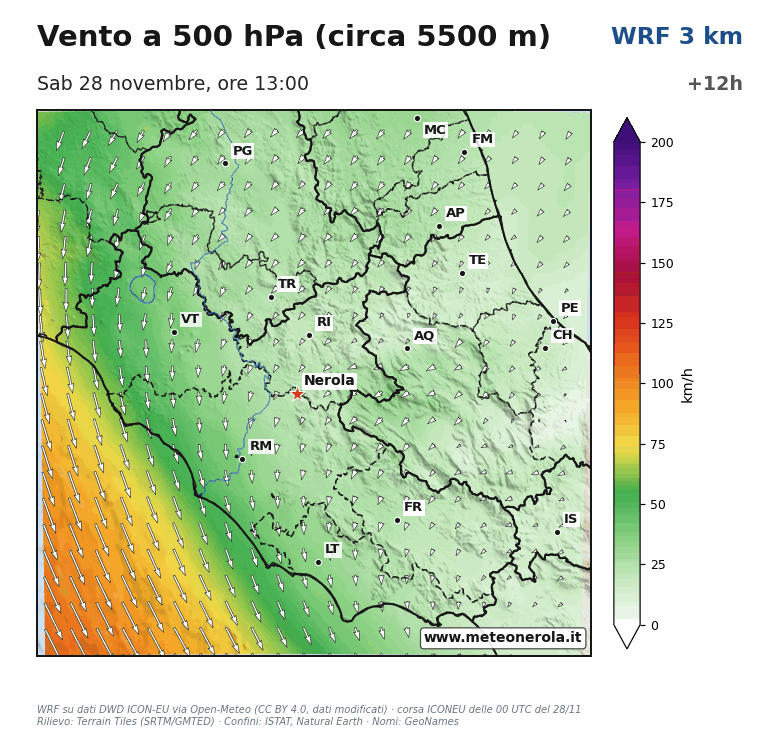 Vento a 500 hPa (circa 5500 m)
WRF 3 km
Sab 28 novembre, ore 13:00
+12h
MC
FM
PG
AP
TE
TR
PE
VT
RI
AQ
CH
Nerola
RM
FR
IS
LT
www.meteonerola.it
200
175
150
125
100
75
50
25
0
km/h
WRF su dati DWD ICON-EU via Open-Meteo (CC BY 4.0, dati modificati) · corsa ICONEU delle 00 UTC del 28/11
Rilievo: Terrain Tiles (SRTM/GMTED) · Confini: ISTAT, Natural Earth · Nomi: GeoNames